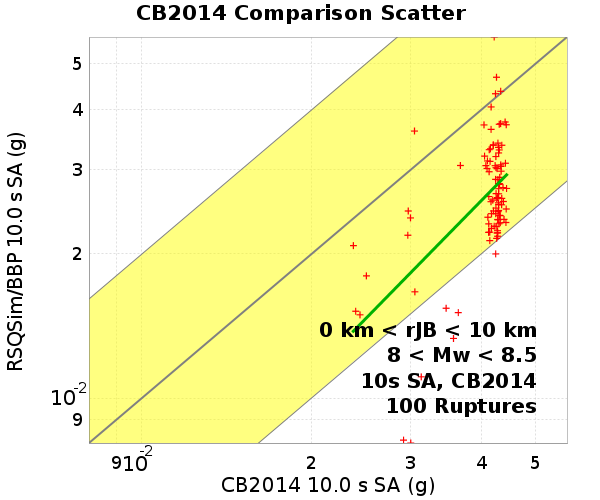 CB2014 Comparison Scatter
RSQSim/BBP 10.0 s SA (g)
5
4
3
2
10-2
9
0 km < rJB < 10 km
8 < Mw < 8.5
10s SA, CB2014
100 Ruptures
9 10-2 2 3 4 5
CB2014 10.0 s SA (g)